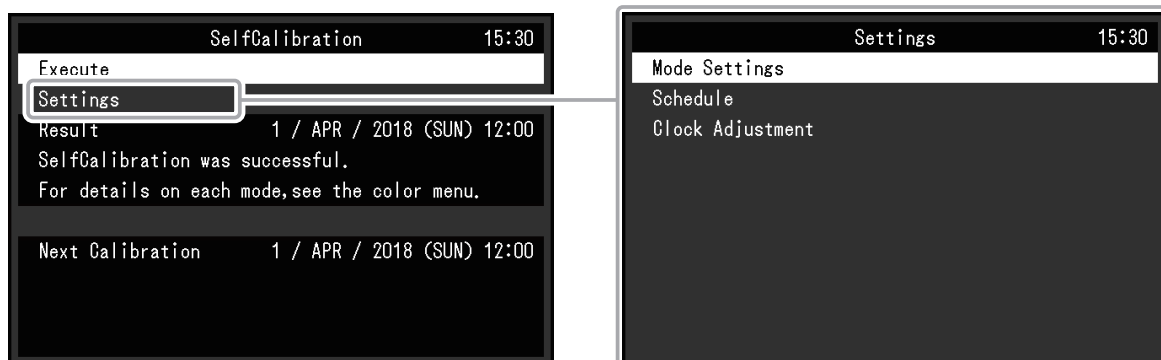 SelfCalibration 15:30
Execute
Settings
Result 1 / APR / 2018 (SUN) 12:00
SelfCalibration was successful.
For details on each mode,see the color menu.
Next Calibration 1 / APR / 2018 (SUN) 12:00
Settings 15:30
Mode Settings
Schedule
Clock Adjustment